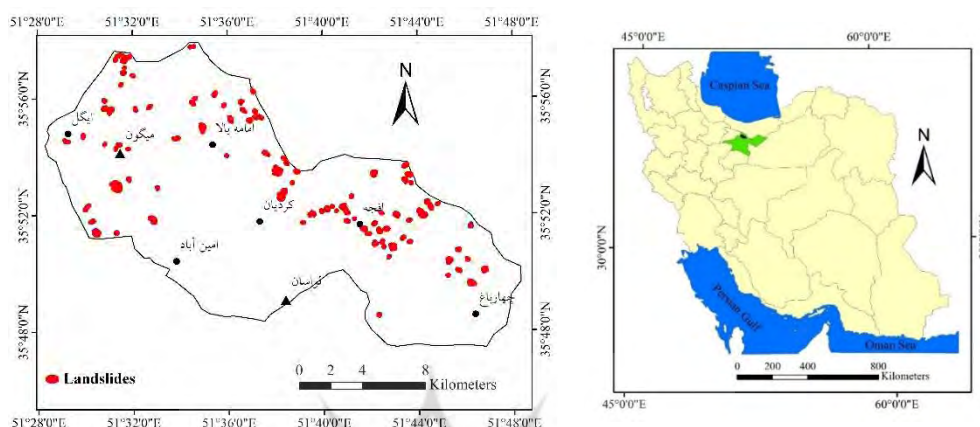 51°28'0"E 51°32'0"E 51°36'0"E 51°40'0"E 51°44'0"E 51°48'0"E
35°56'0"N
35°52'0"N
35°48'0"N
N
ایگل
میگون
امامه بالا
کردیان
افجه
امین آباد
چهارباغ
Landslides
0 2 4 8
Kilometers
35°56'0"N
35°52'0"N
35°48'0"N
51°28'0"E 51°32'0"E 51°36'0"E 51°40'0"E 51°44'0"E 51°48'0"E
45°0'0"E 60°0'0"E
Caspian Sea
N
30°0'0"N
Persian Gulf
Oman Sea
0 200 400 800
Kilometers
45°0'0"E 60°0'0"E